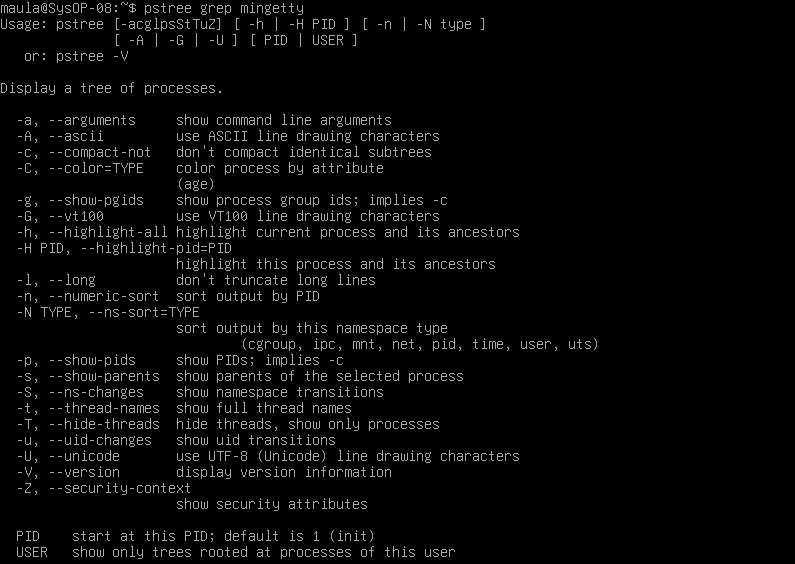 maula@SysOP-08:~$ pstree grep mingetty
Usage: pstree [-acglpsStTuZ] [ -h | -H PID ] [ -n | -N type ]
              [ -A | -G | -U ] [ PID | USER ]
   or: pstree -V

Display a tree of processes.

  -a, --arguments     show command line arguments
  -A, --ascii         use ASCII line drawing characters
  -c, --compact-not   don't compact identical subtrees
  -C, --color=TYPE    color process by attribute
                      (age)
  -g, --show-pgids    show process group ids; implies -c
  -G, --vt100         use VT100 line drawing characters
  -h, --highlight-all highlight current process and its ancestors
  -H PID, --highlight-pid=PID
                      highlight this process and its ancestors
  -l, --long          don't truncate long lines
  -n, --numeric-sort  sort output by PID
  -N TYPE, --ns-sort=TYPE
                      sort output by this namespace type
                              (cgroup, ipc, mnt, net, pid, time, user, uts)
  -p, --show-pids     show PIDs; implies -c
  -s, --show-parents  show parents of the selected process
  -S, --ns-changes    show namespace transitions
  -t, --thread-names  show full thread names
  -T, --hide-threads  hide threads, show only processes
  -u, --uid-changes   show uid transitions
  -U, --unicode       use UTF-8 (Unicode) line drawing characters
  -V, --version       display version information
  -Z, --security-context
                      show security attributes

  PID    start at this PID; default is 1 (init)
  USER   show only trees rooted at processes of this user